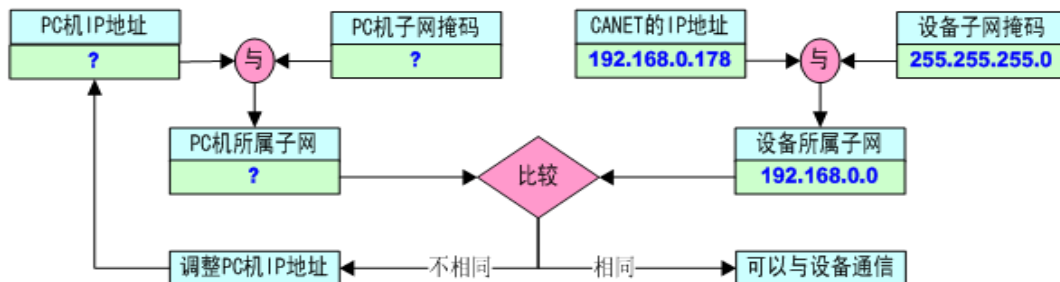 PC机IP地址
?
与
PC机子网掩码
?
CANET的IP地址
192.168.0.178
与
设备子网掩码
255.255.255.0
PC机所属子网
?
比较
设备所属子网
192.168.0.0
调整PC机IP地址
不相同
相同
可以与设备通信